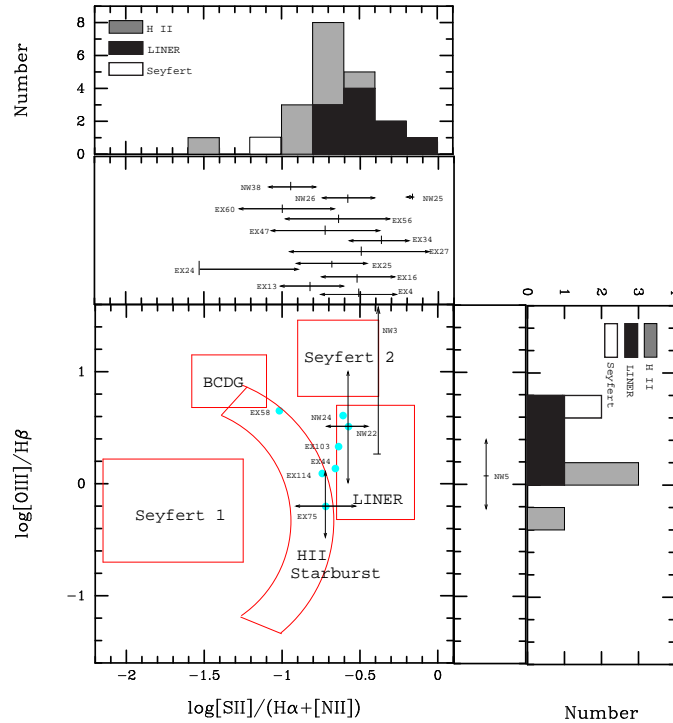 Number
8
6
4
2
0
H II
LINER
Seyfert
NW38
NW26
NW25
EX60
EX56
EX47
EX34
EX27
EX25
EX24
EX16
EX13
EX4
0 1 2 3
Seyfert
LINER
H II
log[OIII]/Hβ
1
0
−1
NW3
Seyfert 2
BCDG
EX58
NW24
NW22
EX103
EX44
EX114
LINER
Seyfert 1
EX75
HII
Starburst
NW5
−2 −1.5 −1 −0.5 0
log[SII]/(Hα+[NII])
Number